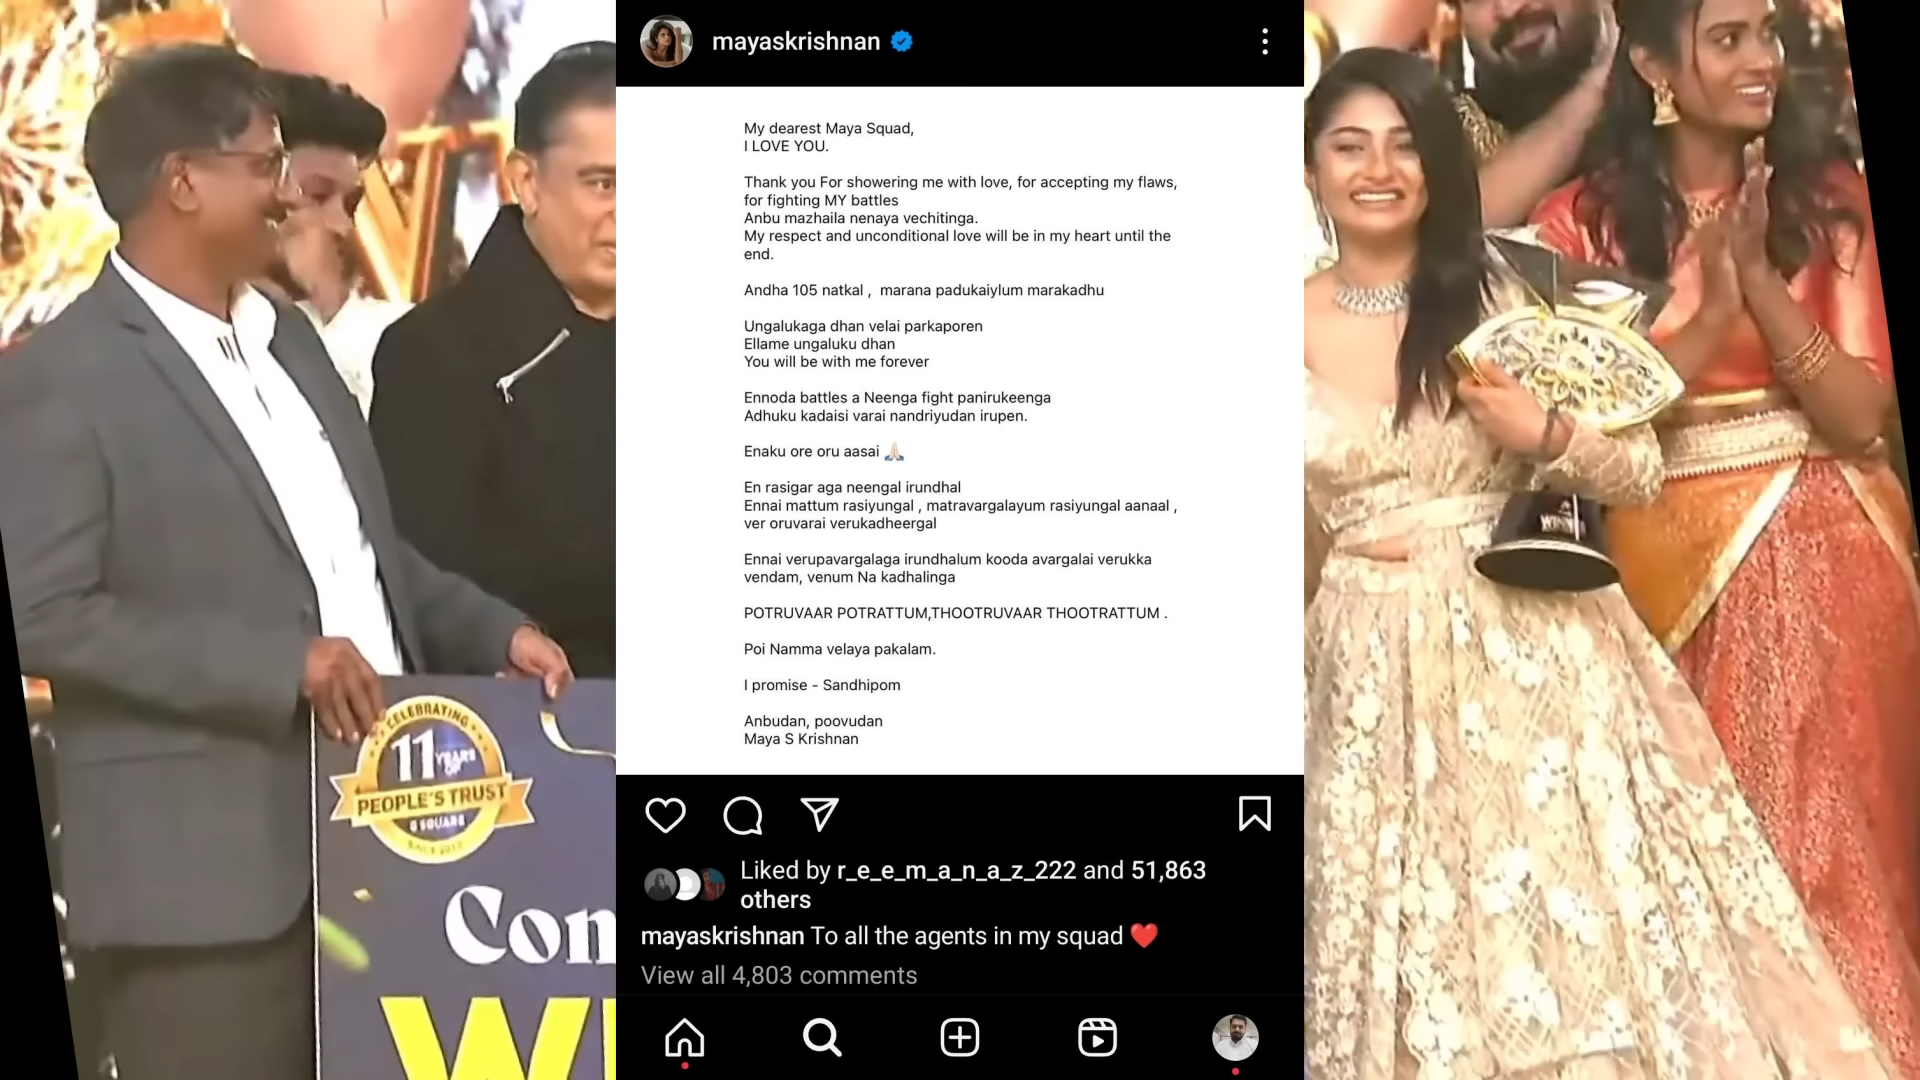 mayaskrishnan
My dearest Maya Squad,
I LOVE YOU.
Thank you For showering me with love, for accepting my flaws,
for fighting MY battles
Anbu mazhaila nenaya vechitinga.
My respect and unconditional love will be in my heart until the
end.
Andha 105 natkal ,  marana padukaiylum marakadhu
Ungalukaga dhan velai parkaporen
Ellame ungaluku dhan
You will be with me forever
Ennoda battles a Neenga fight panirukeenga
Adhuku kadaisi varai nandriyudan irupen.
Enaku ore oru aasai 🙏🏻
En rasigar aga neengal irundhal
Ennai mattum rasiyungal , matravargalayum rasiyungal aanaal ,
ver oruvarai verukadheergal
Ennai verupavargalaga irundhalum kooda avargalai verukka
vendam, venum Na kadhalinga
POTRUVAAR POTRATTUM,THOOTRUVAAR THOOTRATTUM .
Poi Namma velaya pakalam.
I promise - Sandhipom
Anbudan, poovudan
Maya S Krishnan
Liked by r_e_e_m_a_n_a_z_222 and 51,863
others
mayaskrishnan To all the agents in my squad ❤️
View all 4,803 comments
CELEBRATING
11 YEARS
OF
PEOPLE'S TRUST
G SQUARE
SINCE 2012
Con
WI